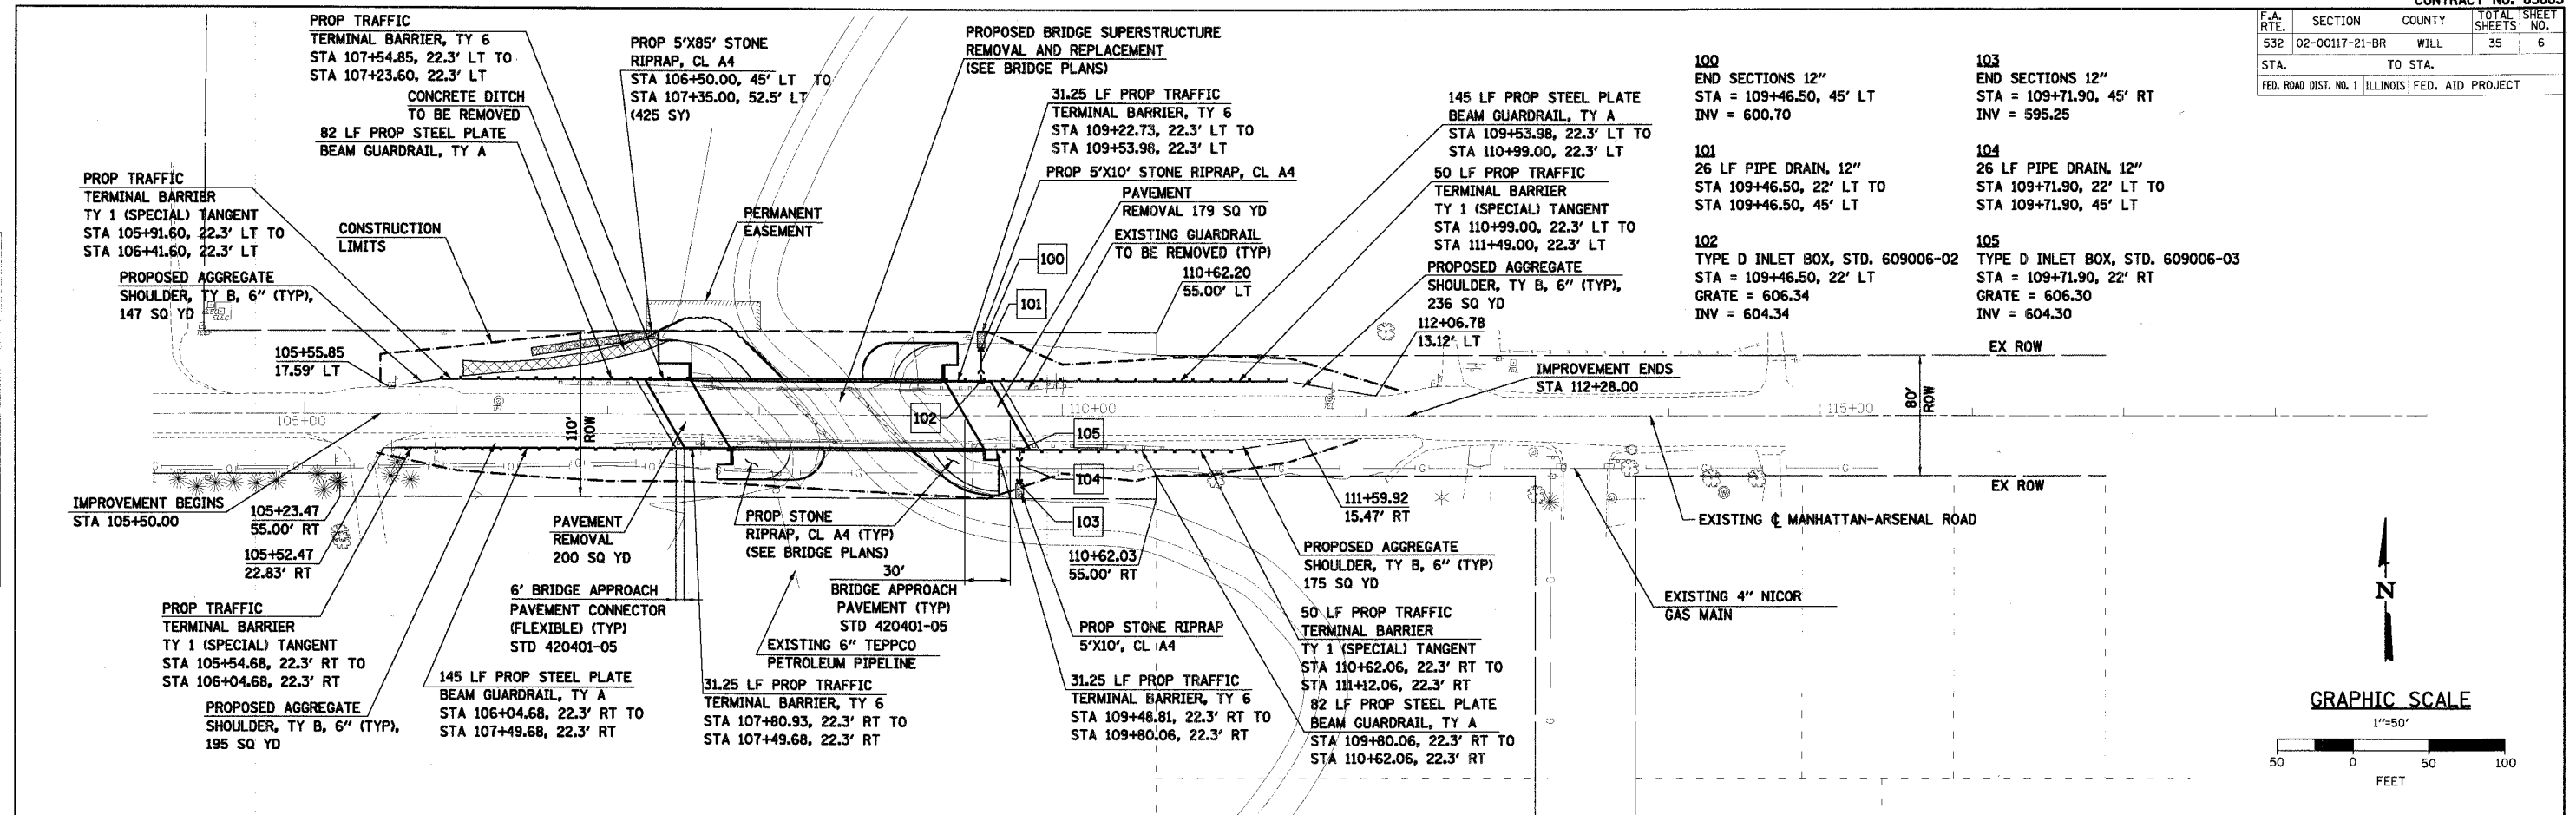 F.A. RTE.
SECTION
COUNTY
TOTAL SHEETS
SHEET NO.
532
02-00117-21-BR
WILL
35
6
STA.
TO STA.
FED. ROAD DIST. NO. 1
ILLINOIS
FED. AID PROJECT
PROP TRAFFIC
TERMINAL BARRIER, TY 6
STA 107+54.85, 22.3' LT TO
STA 107+23.60, 22.3' LT
CONCRETE DITCH
TO BE REMOVED
82 LF PROP STEEL PLATE
BEAM GUARDRAIL, TY A
PROP 5'X85' STONE
RIPRAP, CL A4
STA 106+50.00, 45' LT TO
STA 107+35.00, 52.5' LT
(425 SY)
PROPOSED BRIDGE SUPERSTRUCTURE
REMOVAL AND REPLACEMENT
(SEE BRIDGE PLANS)
31.25 LF PROP TRAFFIC
TERMINAL BARRIER, TY 6
STA 109+22.73, 22.3' LT TO
STA 109+53.98, 22.3' LT
PROP 5'X10' STONE RIPRAP, CL A4
PAVEMENT
REMOVAL 179 SQ YD
EXISTING GUARDRAIL
TO BE REMOVED (TYP)
110+62.20
55.00' LT
145 LF PROP STEEL PLATE
BEAM GUARDRAIL, TY A
STA 109+53.98, 22.3' LT TO
STA 110+99.00, 22.3' LT
50 LF PROP TRAFFIC
TERMINAL BARRIER
TY 1 (SPECIAL) TANGENT
STA 110+99.00, 22.3' LT TO
STA 111+49.00, 22.3' LT
PROPOSED AGGREGATE
SHOULDER, TY B, 6" (TYP),
236 SQ YD
112+06.78
13.12' LT
100
END SECTIONS 12"
STA = 109+46.50, 45' LT
INV = 600.70
101
26 LF PIPE DRAIN, 12"
STA 109+46.50, 22' LT TO
STA 109+46.50, 45' LT
102
TYPE D INLET BOX, STD. 609006-02
STA = 109+46.50, 22' LT
GRATE = 606.34
INV = 604.34
103
END SECTIONS 12"
STA = 109+71.90, 45' RT
INV = 595.25
104
26 LF PIPE DRAIN, 12"
STA 109+71.90, 22' LT TO
STA 109+71.90, 45' LT
105
TYPE D INLET BOX, STD. 609006-03
STA = 109+71.90, 22' RT
GRATE = 606.30
INV = 604.30
PROP TRAFFIC
TERMINAL BARRIER
TY 1 (SPECIAL) TANGENT
STA 105+91.60, 22.3' LT TO
STA 106+41.60, 22.3' LT
PROPOSED AGGREGATE
SHOULDER, TY B, 6" (TYP),
147 SQ YD
CONSTRUCTION
LIMITS
PERMANENT
EASEMENT
100
101
105+55.85
17.59' LT
105+00
110' ROW
102
110+00
IMPROVEMENT ENDS
STA 112+28.00
115+00
80' ROW
EX ROW
EX ROW
105
104
103
IMPROVEMENT BEGINS
STA 105+50.00
105+23.47
55.00' RT
105+52.47
22.83' RT
PAVEMENT
REMOVAL
200 SQ YD
PROP STONE
RIPRAP, CL A4 (TYP)
(SEE BRIDGE PLANS)
30'
BRIDGE APPROACH
PAVEMENT (TYP)
STD 420401-05
110+62.03
55.00' RT
111+59.92
15.47' RT
EXISTING ℄ MANHATTAN-ARSENAL ROAD
PROPOSED AGGREGATE
SHOULDER, TY B, 6" (TYP)
175 SQ YD
EXISTING 4" NICOR
GAS MAIN
PROP TRAFFIC
TERMINAL BARRIER
TY 1 (SPECIAL) TANGENT
STA 105+54.68, 22.3' RT TO
STA 106+04.68, 22.3' RT
PROPOSED AGGREGATE
SHOULDER, TY B, 6" (TYP),
195 SQ YD
145 LF PROP STEEL PLATE
BEAM GUARDRAIL, TY A
STA 106+04.68, 22.3' RT TO
STA 107+49.68, 22.3' RT
6' BRIDGE APPROACH
PAVEMENT CONNECTOR
(FLEXIBLE) (TYP)
STD 420401-05
EXISTING 6" TEPPCO
PETROLEUM PIPELINE
31.25 LF PROP TRAFFIC
TERMINAL BARRIER, TY 6
STA 107+80.93, 22.3' RT TO
STA 107+49.68, 22.3' RT
PROP STONE RIPRAP
5'X10', CL A4
31.25 LF PROP TRAFFIC
TERMINAL BARRIER, TY 6
STA 109+48.81, 22.3' RT TO
STA 109+80.06, 22.3' RT
50 LF PROP TRAFFIC
TERMINAL BARRIER
TY 1 (SPECIAL) TANGENT
STA 110+62.06, 22.3' RT TO
STA 111+12.06, 22.3' RT
82 LF PROP STEEL PLATE
BEAM GUARDRAIL, TY A
STA 109+80.06, 22.3' RT TO
STA 110+62.06, 22.3' RT
N
GRAPHIC SCALE
1"=50'
50 0 50 100
FEET